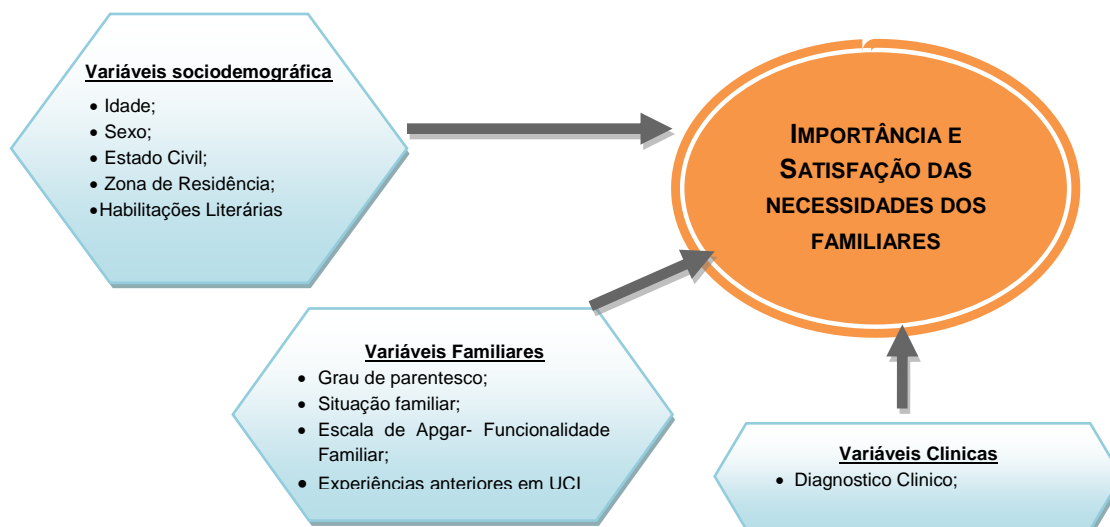 Variáveis sociodemográfica
• Idade;
• Sexo;
• Estado Civil;
• Zona de Residência;
•Habilitações Literárias
IMPORTÂNCIA E
SATISFAÇÃO DAS
NECESSIDADES DOS
FAMILIARES
Variáveis Familiares
• Grau de parentesco;
• Situação familiar;
• Escala de Apgar- Funcionalidade
Familiar;
• Experiências anteriores em UCI
Variáveis Clinicas
• Diagnostico Clinico;